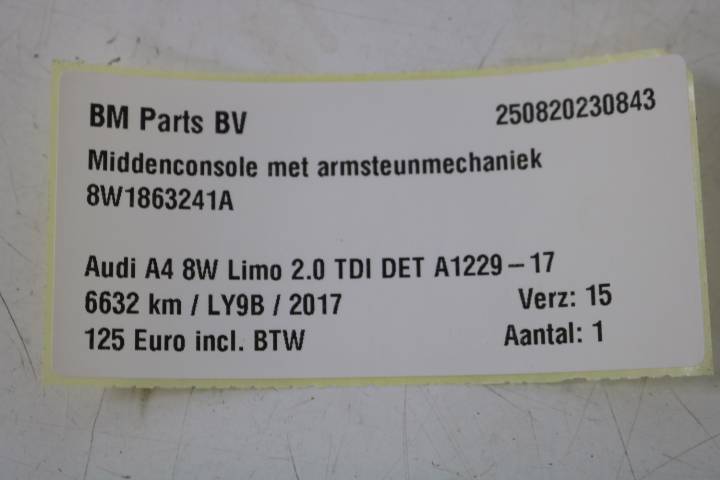 BM Parts BV 250820230843
Middenconsole met armsteunmechaniek
8W1863241A
Audi A4 8W Limo 2.0 TDI DET A1229 – 17
6632 km / LY9B / 2017 Verz: 15
125 Euro incl. BTW Aantal: 1